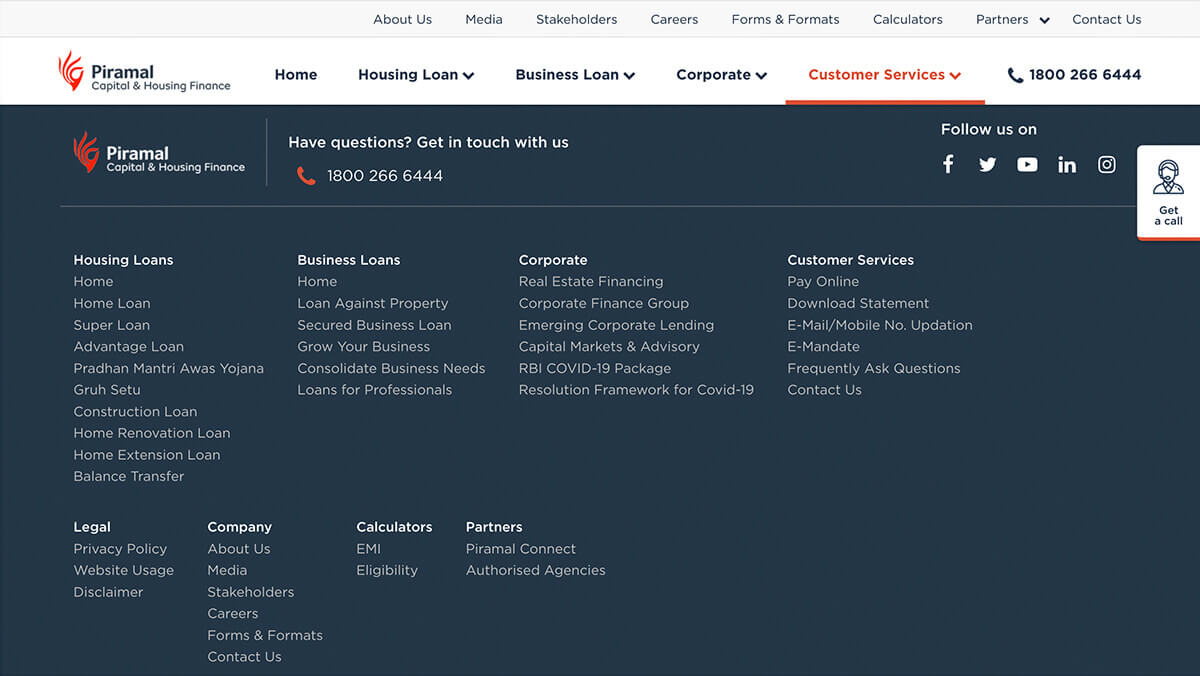 About Us Media Stakeholders Careers Forms & Formats Calculators Partners Contact Us
Piramal
Capital & Housing Finance
Home Housing Loan Business Loan Corporate Customer Services 1800 266 6444
Piramal
Capital & Housing Finance
Have questions? Get in touch with us
1800 266 6444
Follow us on
Get
a call
Housing Loans
Home
Home Loan
Super Loan
Advantage Loan
Pradhan Mantri Awas Yojana
Gruh Setu
Construction Loan
Home Renovation Loan
Home Extension Loan
Balance Transfer
Business Loans
Home
Loan Against Property
Secured Business Loan
Grow Your Business
Consolidate Business Needs
Loans for Professionals
Corporate
Real Estate Financing
Corporate Finance Group
Emerging Corporate Lending
Capital Markets & Advisory
RBI COVID-19 Package
Resolution Framework for Covid-19
Customer Services
Pay Online
Download Statement
E-Mail/Mobile No. Updation
E-Mandate
Frequently Ask Questions
Contact Us
Legal
Privacy Policy
Website Usage
Disclaimer
Company
About Us
Media
Stakeholders
Careers
Forms & Formats
Contact Us
Calculators
EMI
Eligibility
Partners
Piramal Connect
Authorised Agencies